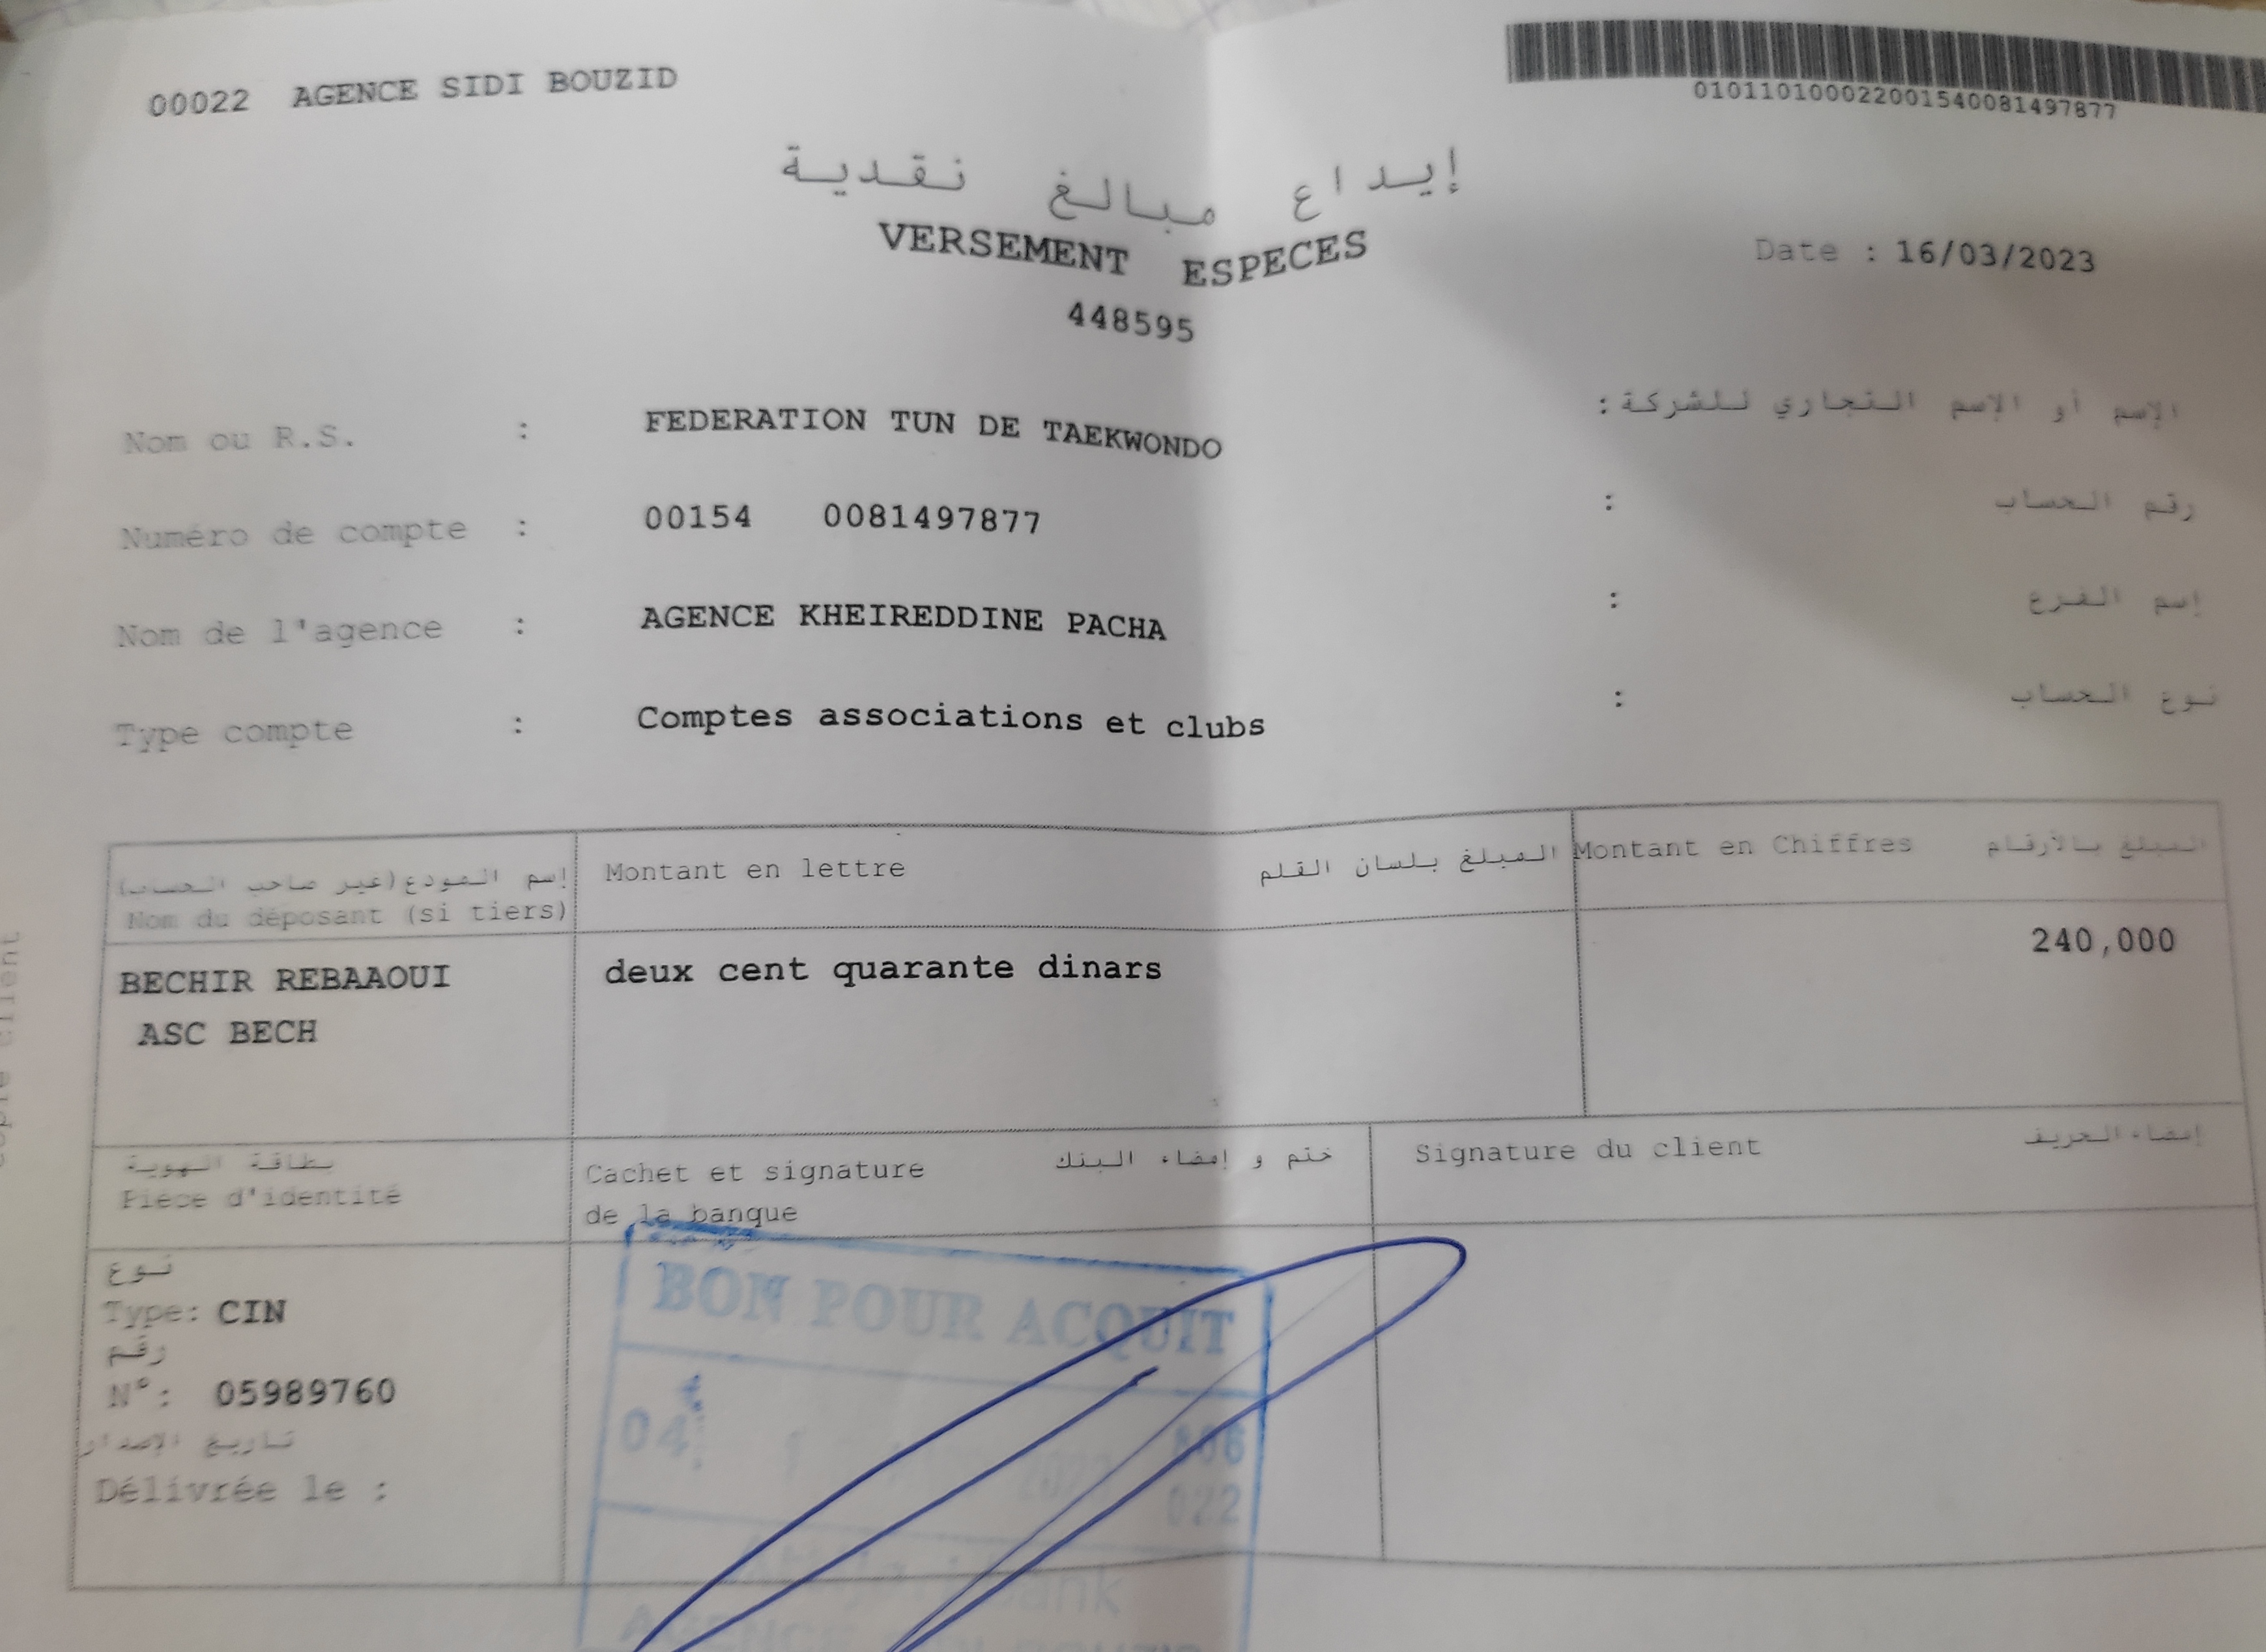 00022 AGENCE SIDI BOUZID
010110100022001540081497877
إيداع مبالغ نقدية
VERSEMENT ESPECES
Date : 16/03/2023
448595
Nom ou R.S. : FEDERATION TUN DE TAEKWONDO الإسم أو الإسم التجاري للشركة :
Numéro de compte : 00154 0081497877 رقم الحساب :
Nom de l'agence : AGENCE KHEIREDDINE PACHA إسم الفرع :
Type compte : Comptes associations et clubs نوع الحساب :
إسم المودع (غير صاحب الحساب)
Nom du déposant (si tiers)
Montant en lettre المبلغ بلسان القلم
Montant en Chiffres المبلغ بالأرقام
BECHIR REBAAOUI
ASC BECH
deux cent quarante dinars
240,000
بطاقة الهوية
Pièce d'identité
Cachet et signature ختم و إمضاء البنك
de la banque
Signature du client إمضاء الحريف
نوع
Type: CIN
رقم
N°: 05989760
تاريخ الإصدار
Délivrée le :
BON POUR ACQUIT
04
2023
022